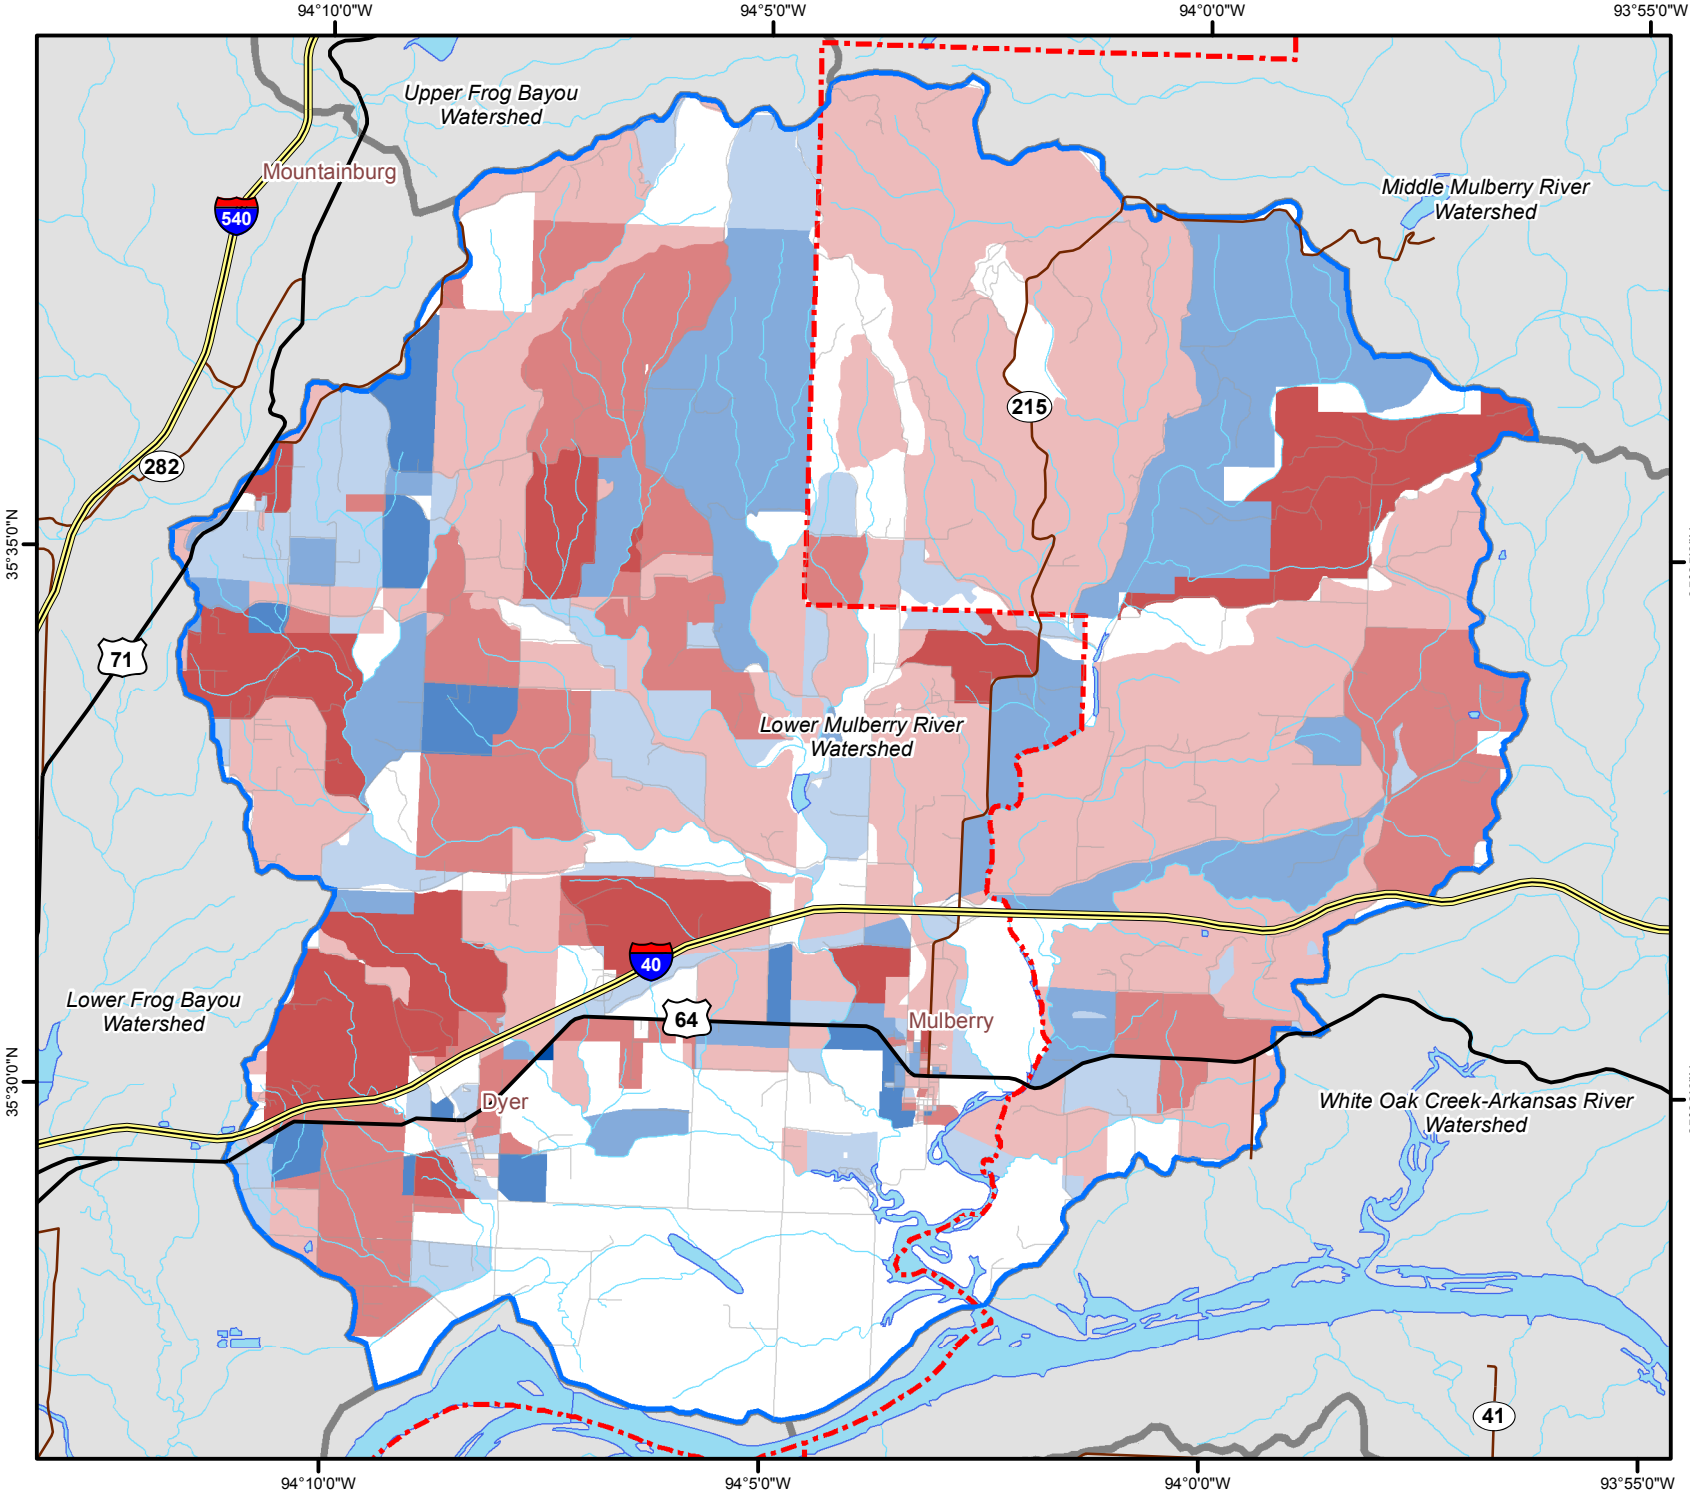 94°10'0"W
94°5'0"W
94°0'0"W
93°55'0"W
Upper Frog Bayou
Watershed
Mountainburg
Middle Mulberry River
Watershed
540
215
282
35°35'0"N
71
Lower Mulberry River
Watershed
40
Lower Frog Bayou
Watershed
64
Mulberry
35°30'0"N
Dyer
White Oak Creek-Arkansas River
Watershed
41
94°10'0"W
94°5'0"W
94°0'0"W
93°55'0"W